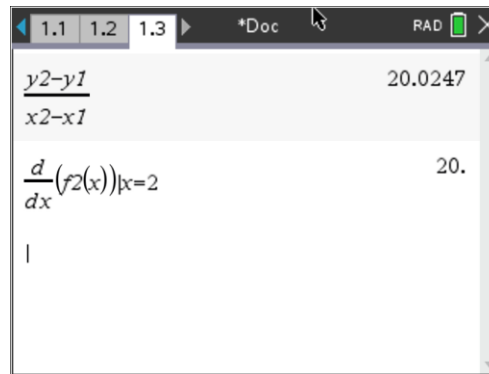 1.1 1.2 1.3 *Doc RAD
y2-y1
x2-x1
20.0247
d
dx
(f2(x))|x=2
20.